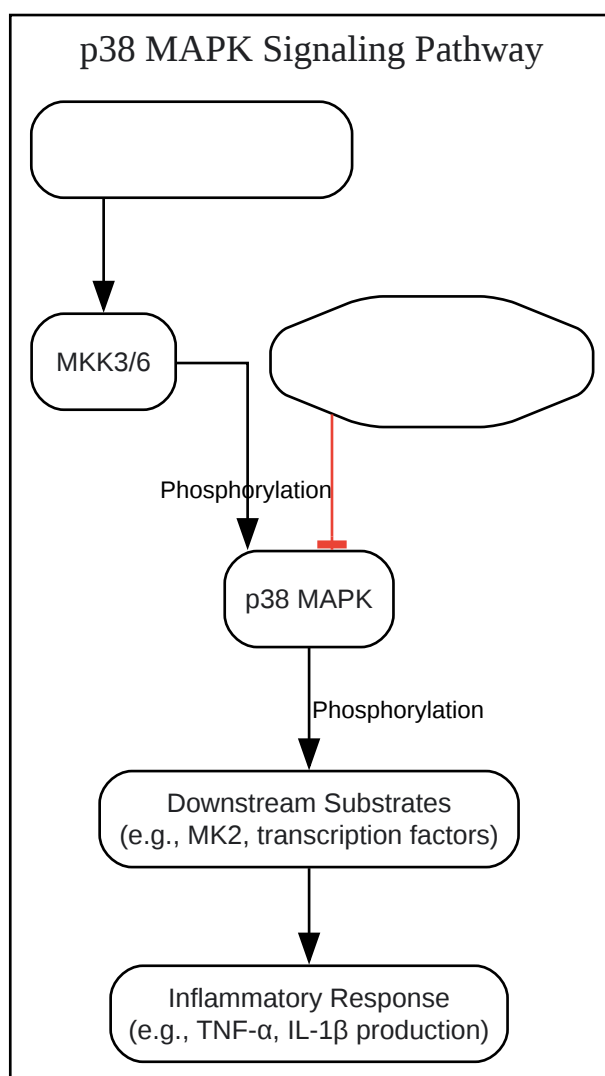 p38 MAPK Signaling Pathway
MKK3/6
Phosphorylation
p38 MAPK
Phosphorylation
Downstream Substrates
(e.g., MK2, transcription factors)
Inflammatory Response
(e.g., TNF-α, IL-1β production)